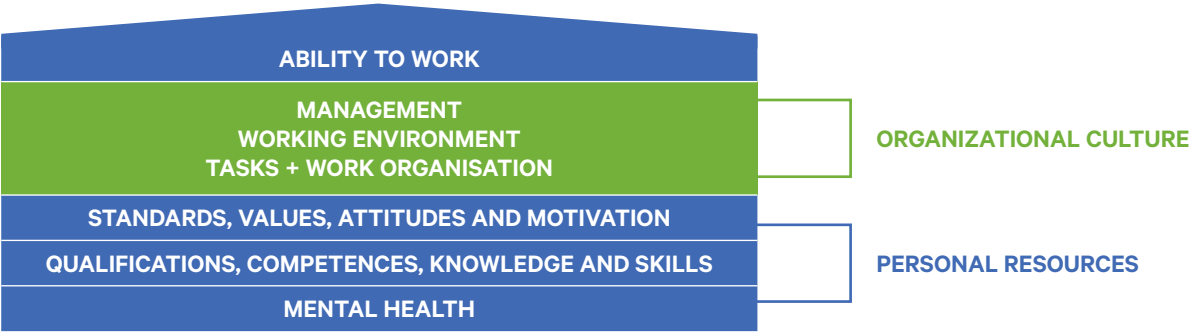 ABILITY TO WORK
MANAGEMENT
WORKING ENVIRONMENT
TASKS + WORK ORGANISATION
ORGANIZATIONAL CULTURE
STANDARDS, VALUES, ATTITUDES AND MOTIVATION
QUALIFICATIONS, COMPETENCES, KNOWLEDGE AND SKILLS
MENTAL HEALTH
PERSONAL RESOURCES